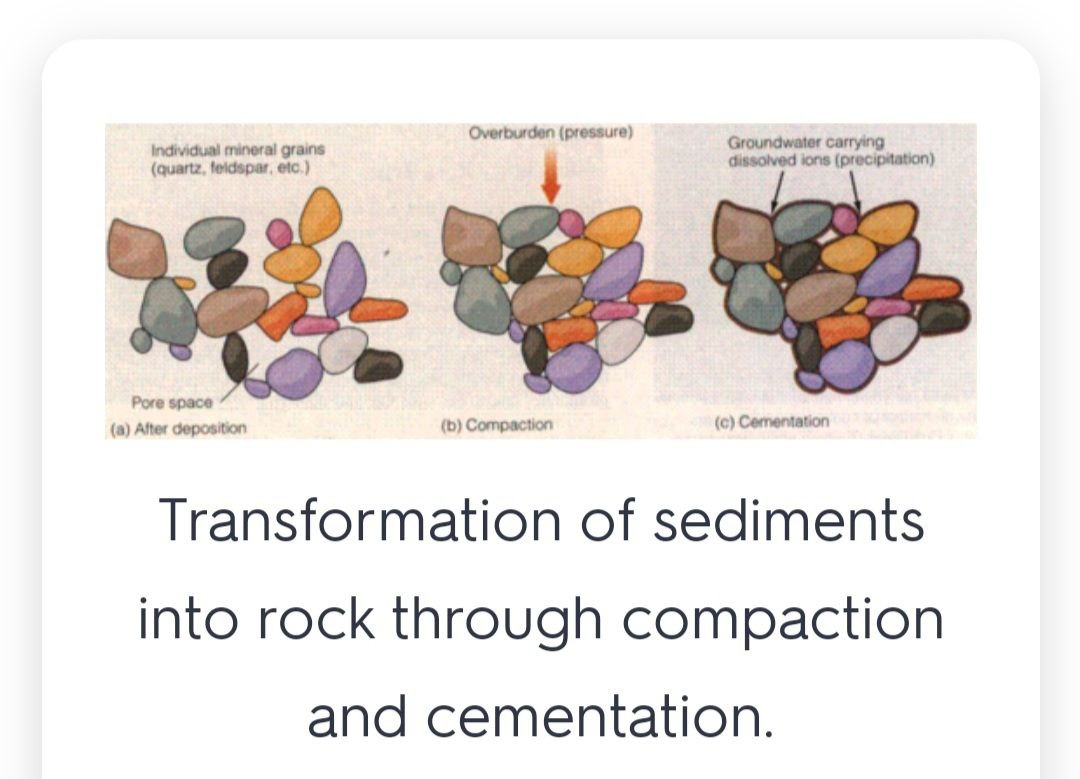 Individual mineral grains
(quartz, feldspar, etc.)
Pore space
(a) After deposition
Overburden (pressure)
(b) Compaction
Groundwater carrying
dissolved ions (precipitation)
(c) Cementation
Transformation of sediments
into rock through compaction
and cementation.